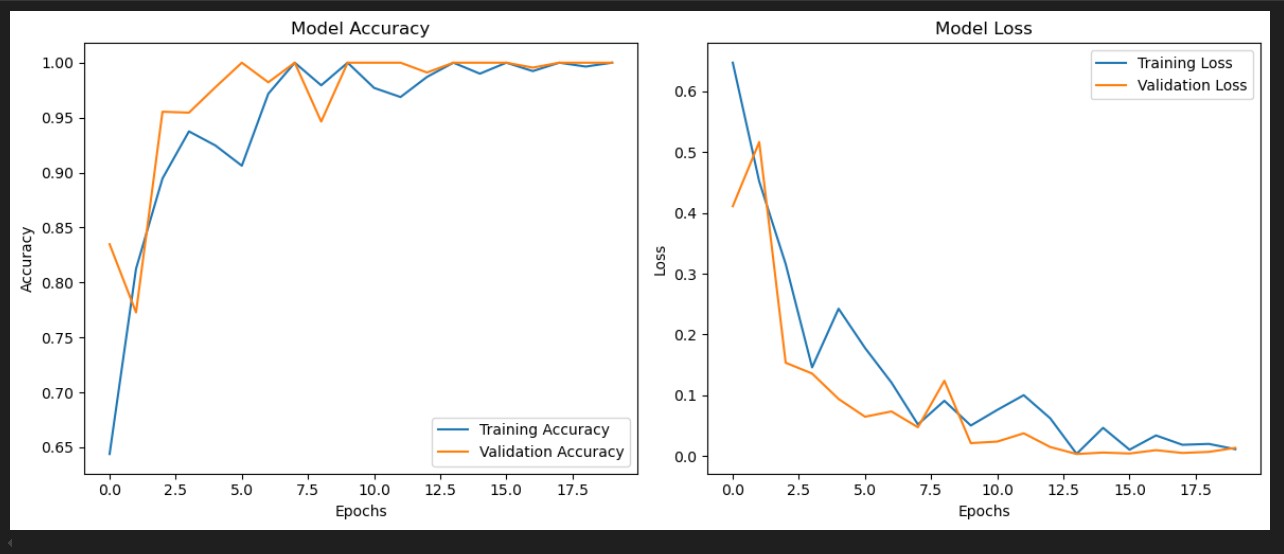 Model Accuracy
1.00
0.95
0.90
0.85
0.80
0.75
0.70
0.65
Accuracy
Training Accuracy
Validation Accuracy
0.0 2.5 5.0 7.5 10.0 12.5 15.0 17.5
Epochs
Model Loss
0.6
0.5
0.4
0.3
0.2
0.1
0.0
Loss
Training Loss
Validation Loss
0.0 2.5 5.0 7.5 10.0 12.5 15.0 17.5
Epochs